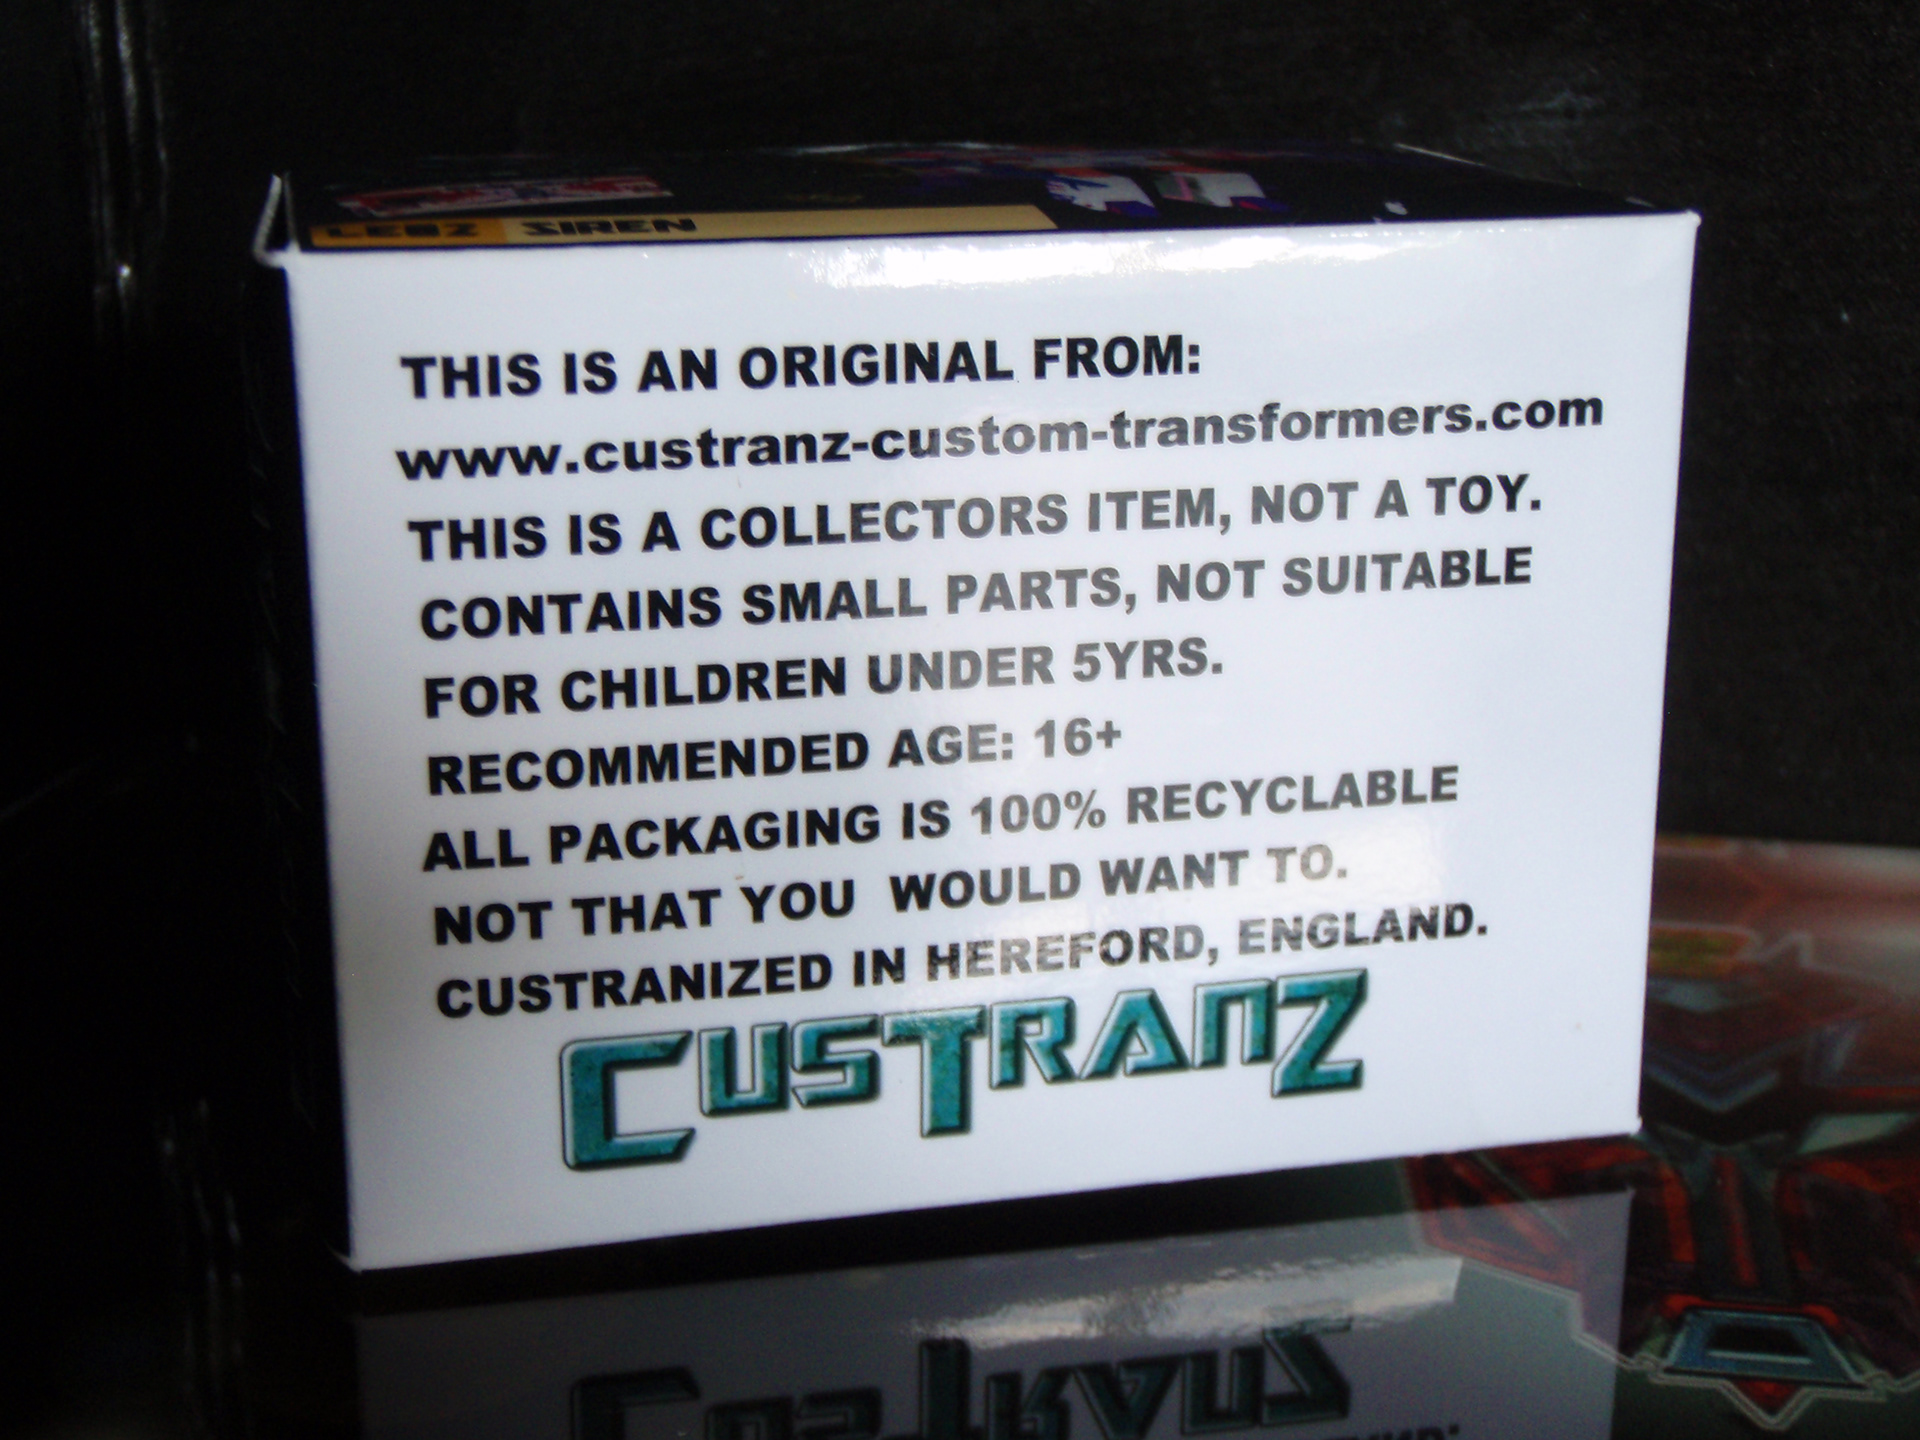 LEGZ SIREN
THIS IS AN ORIGINAL FROM:
www.custranz-custom-transformers.com
THIS IS A COLLECTORS ITEM, NOT A TOY.
CONTAINS SMALL PARTS, NOT SUITABLE
FOR CHILDREN UNDER 5YRS.
RECOMMENDED AGE: 16+
ALL PACKAGING IS 100% RECYCLABLE
NOT THAT YOU WOULD WANT TO.
CUSTRANIZED IN HEREFORD, ENGLAND.
CUSTRANZ